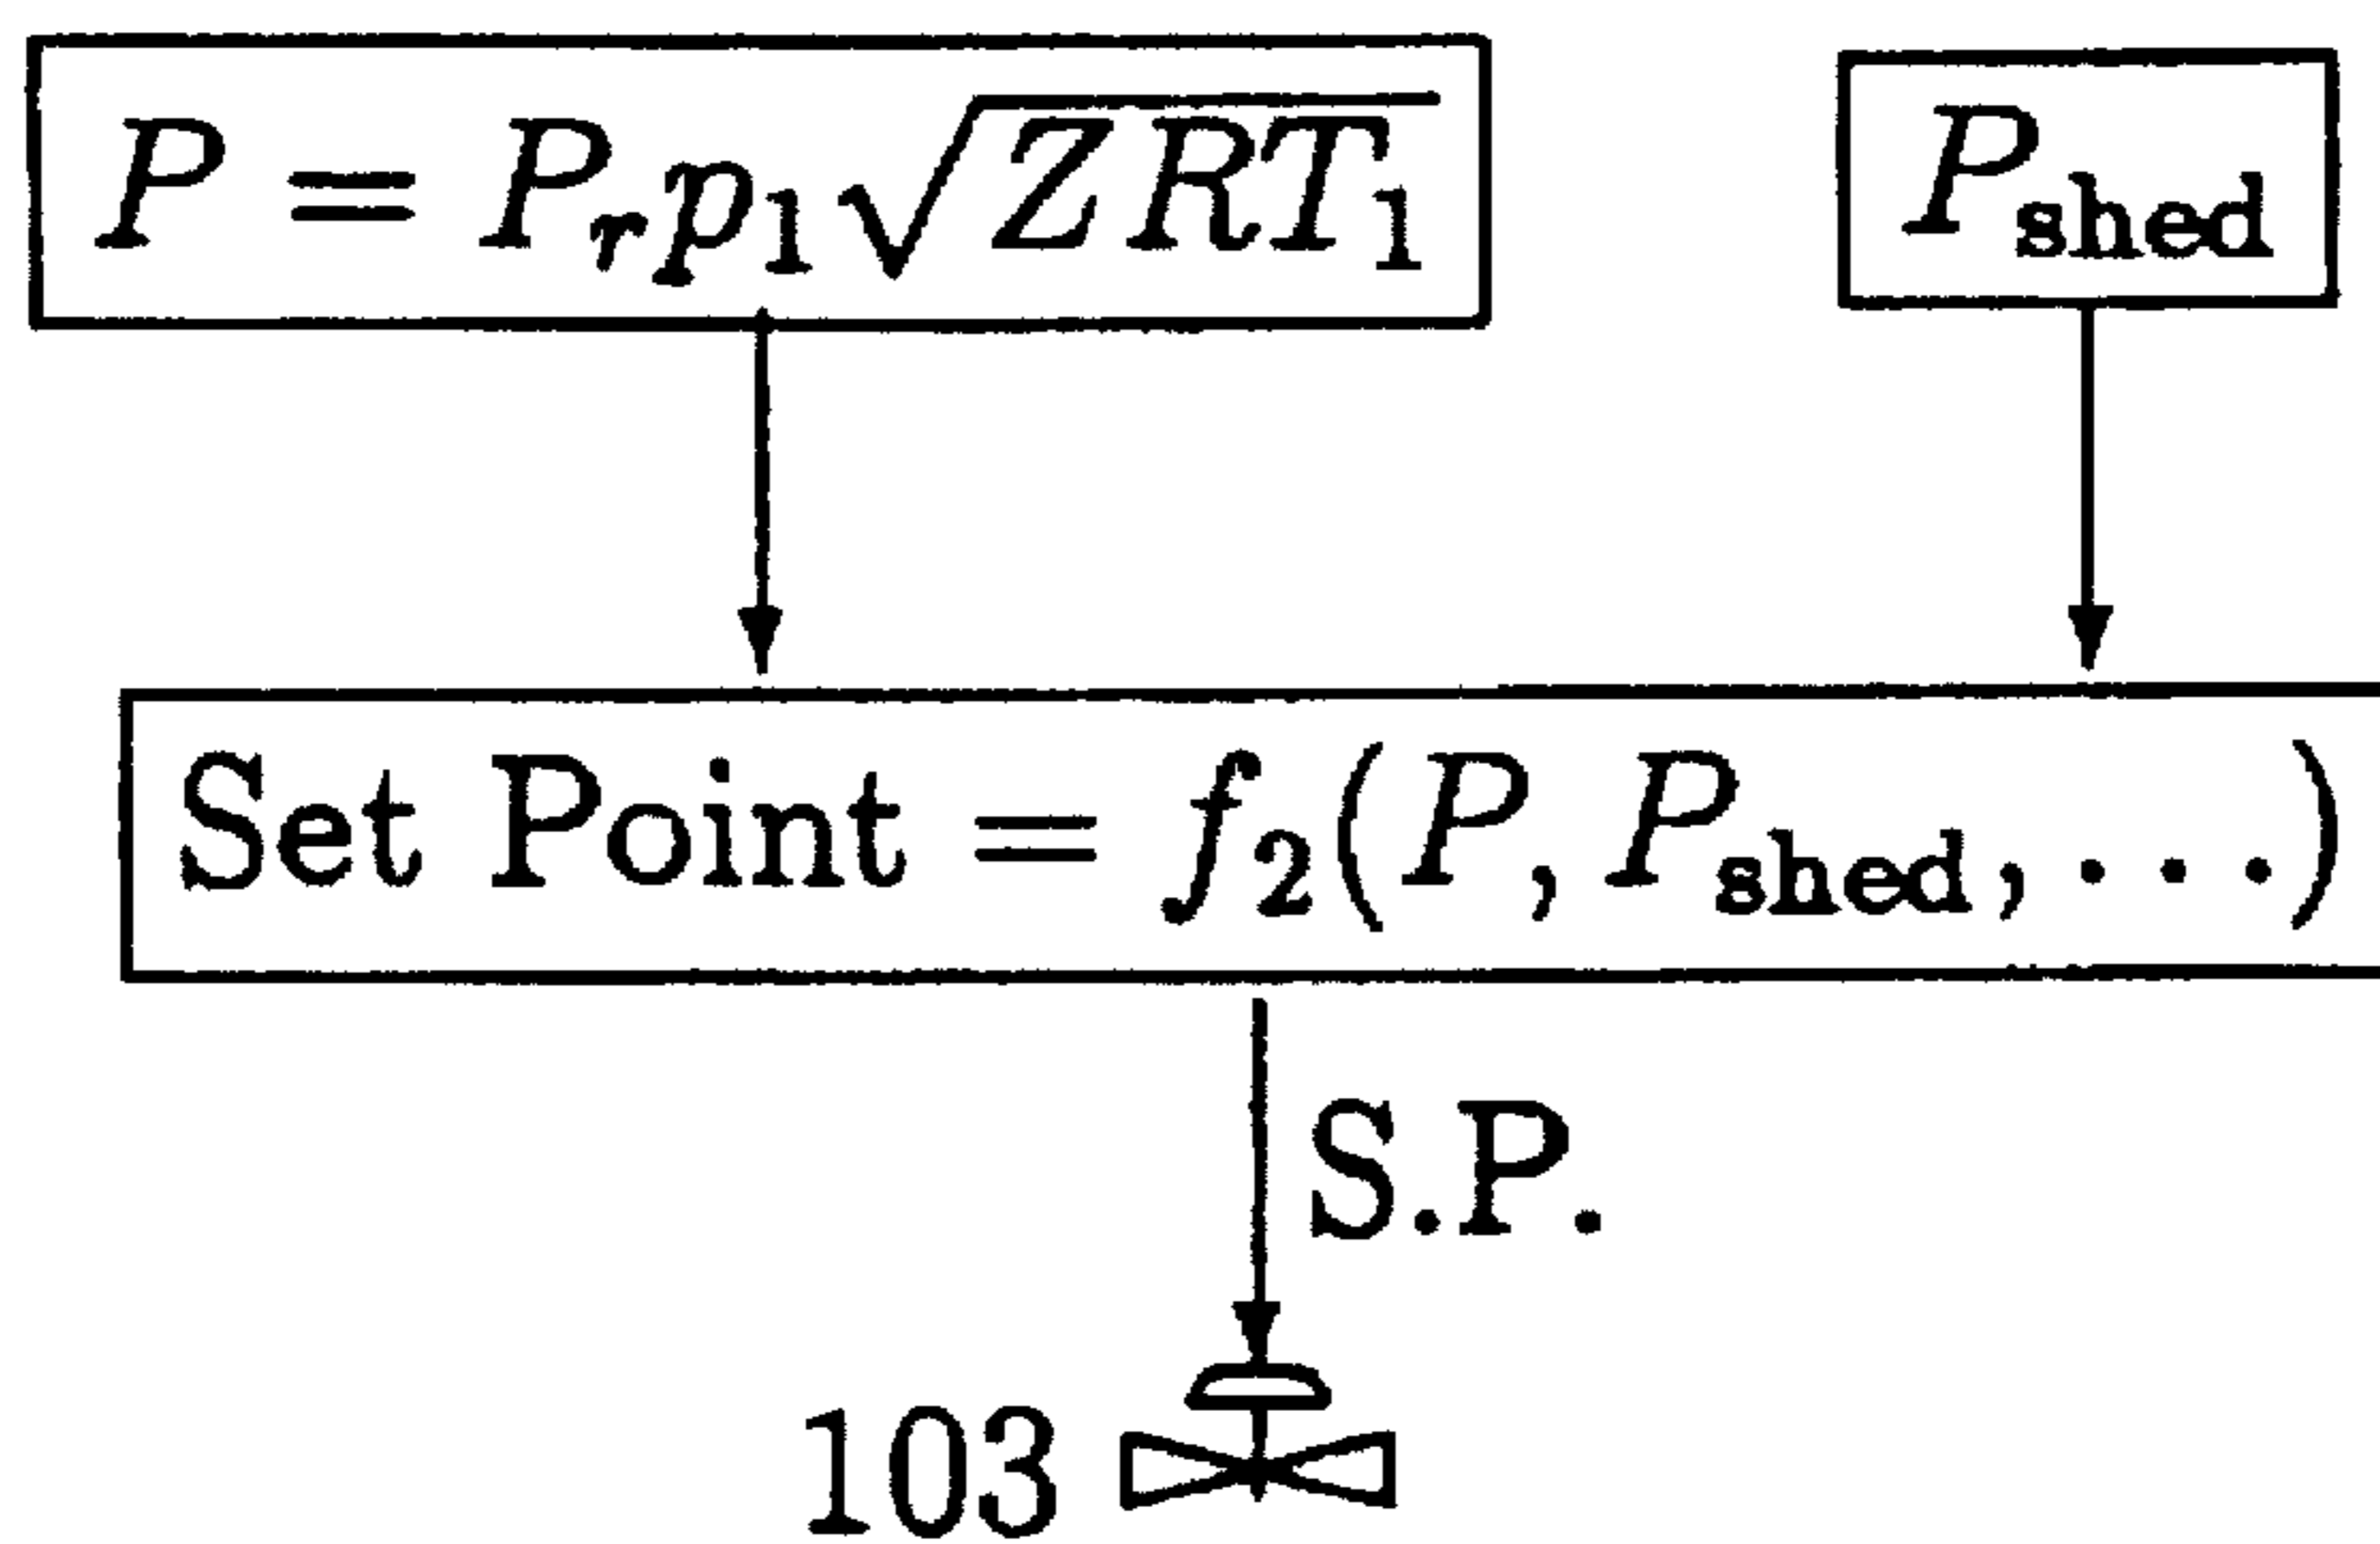 P = P_r p_1 √(ZRT_1)
P_shed
Set Point = f_2(P, P_shed, . . .)
S.P.
103